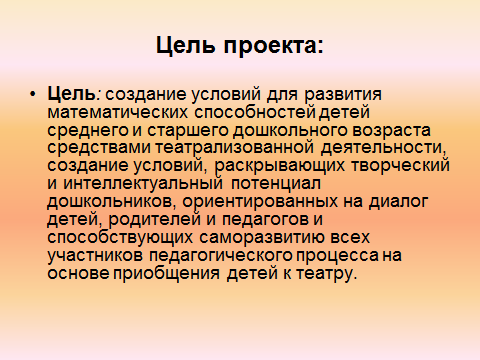 Цель проекта:
• Цель: создание условий для развития
математических способностей детей
среднего и старшего дошкольного возраста
средствами театрализованной деятельности,
создание условий, раскрывающих творческий
и интеллектуальный потенциал
дошкольников, ориентированных на диалог
детей, родителей и педагогов и
способствующих саморазвитию всех
участников педагогического процесса на
основе приобщения детей к театру.